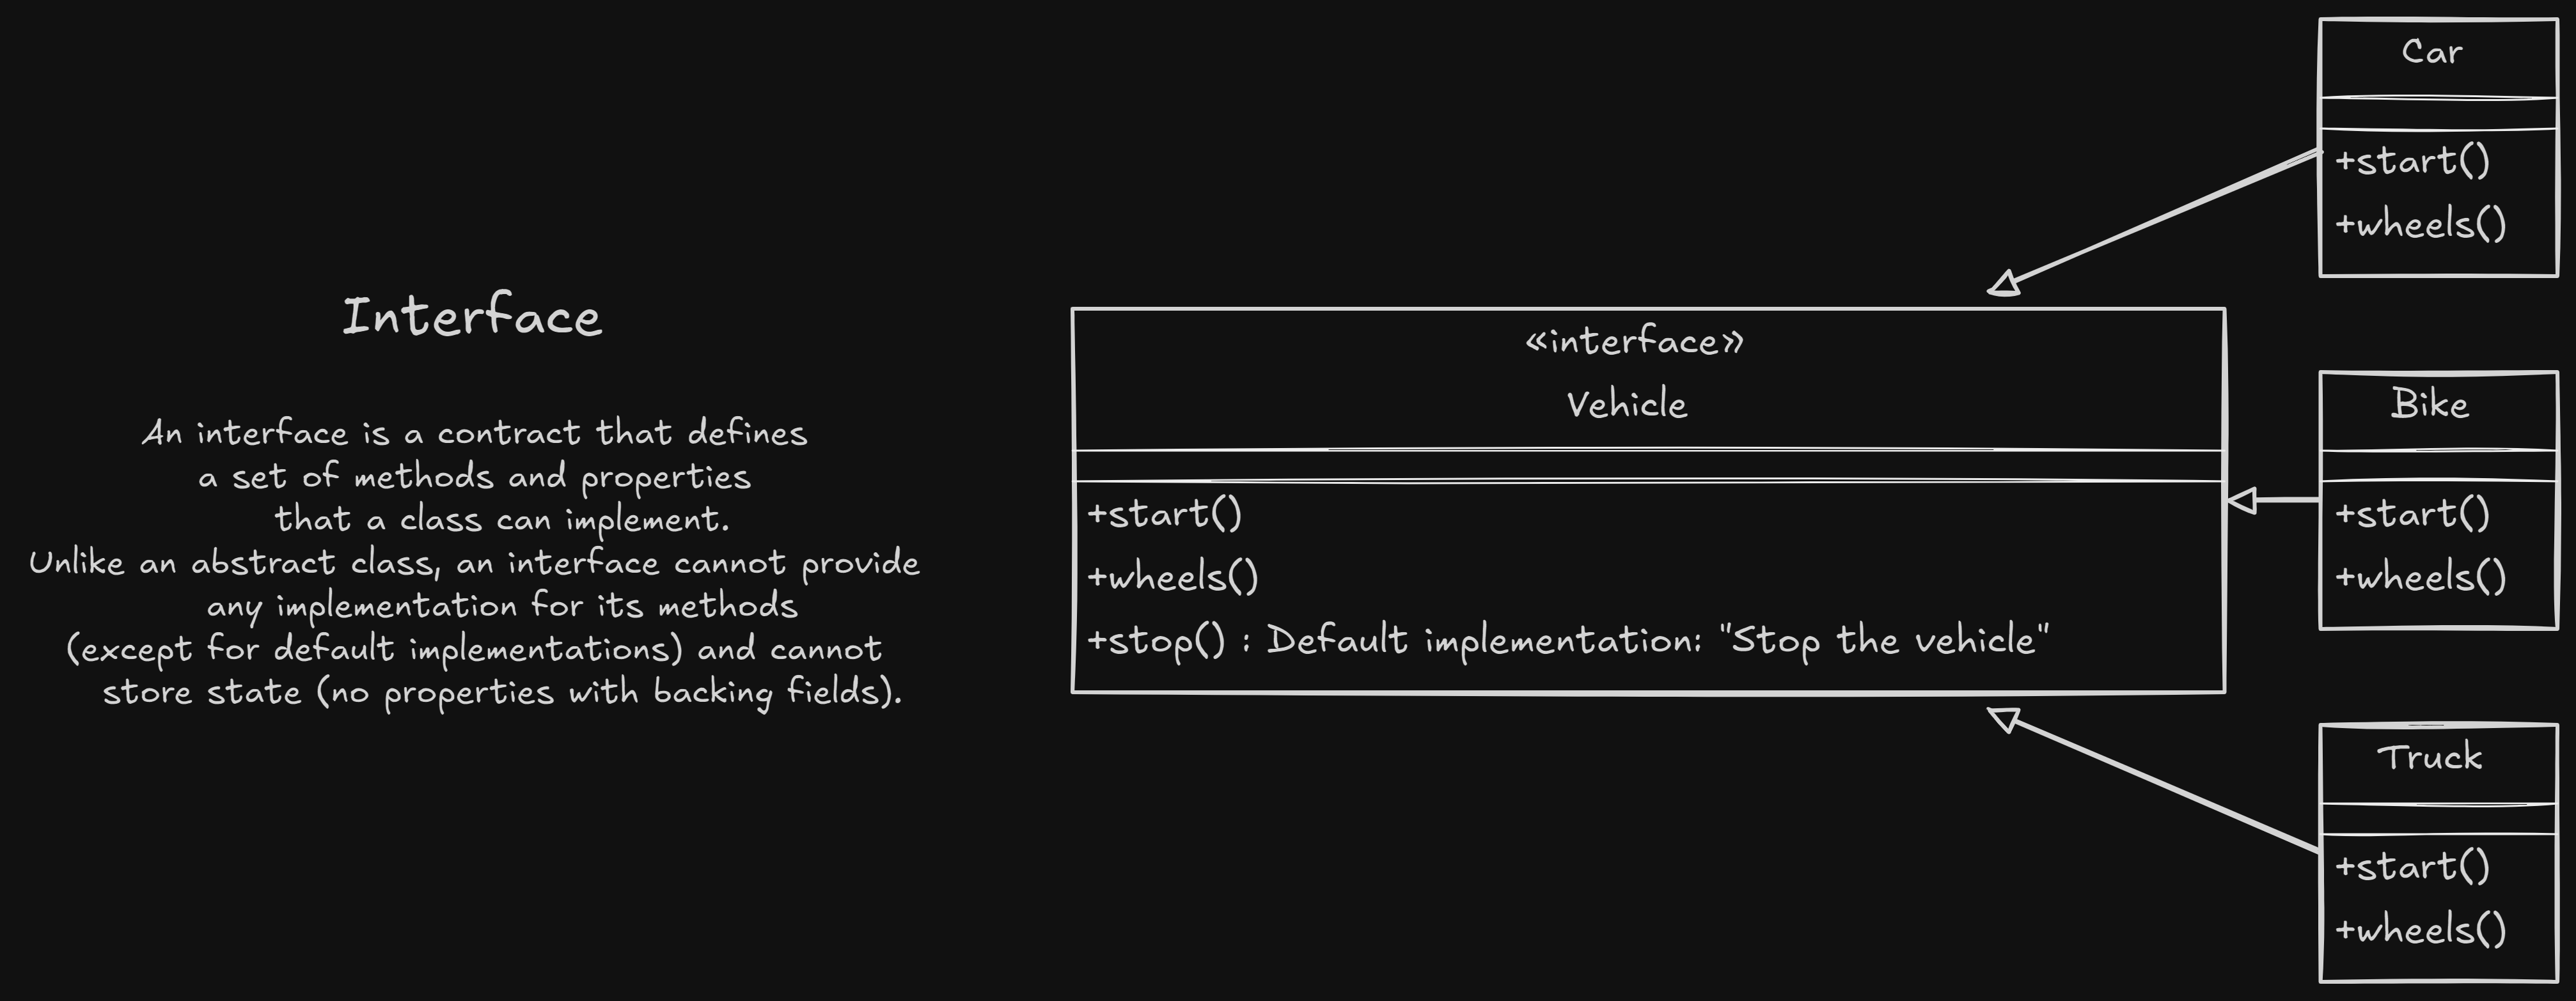 Interface
An interface is a contract that defines
a set of methods and properties
that a class can implement.
Unlike an abstract class, an interface cannot provide
any implementation for its methods
(except for default implementations) and cannot
store state (no properties with backing fields).
«interface»
Vehicle
+start()
+wheels()
+stop() : Default implementation: "Stop the vehicle"
Car
+start()
+wheels()
Bike
+start()
+wheels()
Truck
+start()
+wheels()